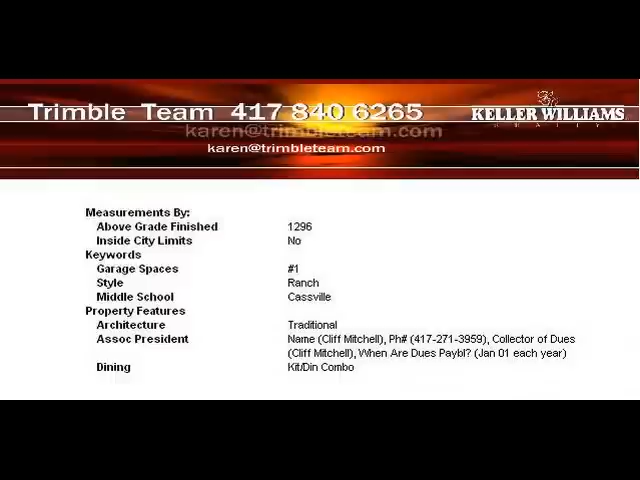 Trimble Team 417 840 6265
KELLER WILLIAMS
REALTY
karen@trimbleteam.com
karen@trimbleteam.com
Measurements By:
Above Grade Finished 1296
Inside City Limits No
Keywords
Garage Spaces #1
Style Ranch
Middle School Cassville
Property Features
Architecture Traditional
Assoc President Name (Cliff Mitchell), Ph# (417-271-3959), Collector of Dues
(Cliff Mitchell), When Are Dues Paybl? (Jan 01 each year)
Dining Kit/Din Combo